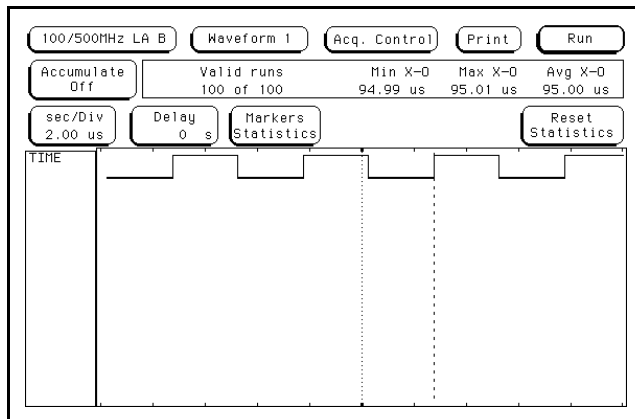 100/500MHz LA B Waveform 1 Acq. Control Print Run
Accumulate Off Valid runs Min X-O Max X-O Avg X-O
100 of 100 94.99 us 95.01 us 95.00 us
sec/Div Delay Markers Reset
2.00 us 0 s Statistics Statistics
TIME